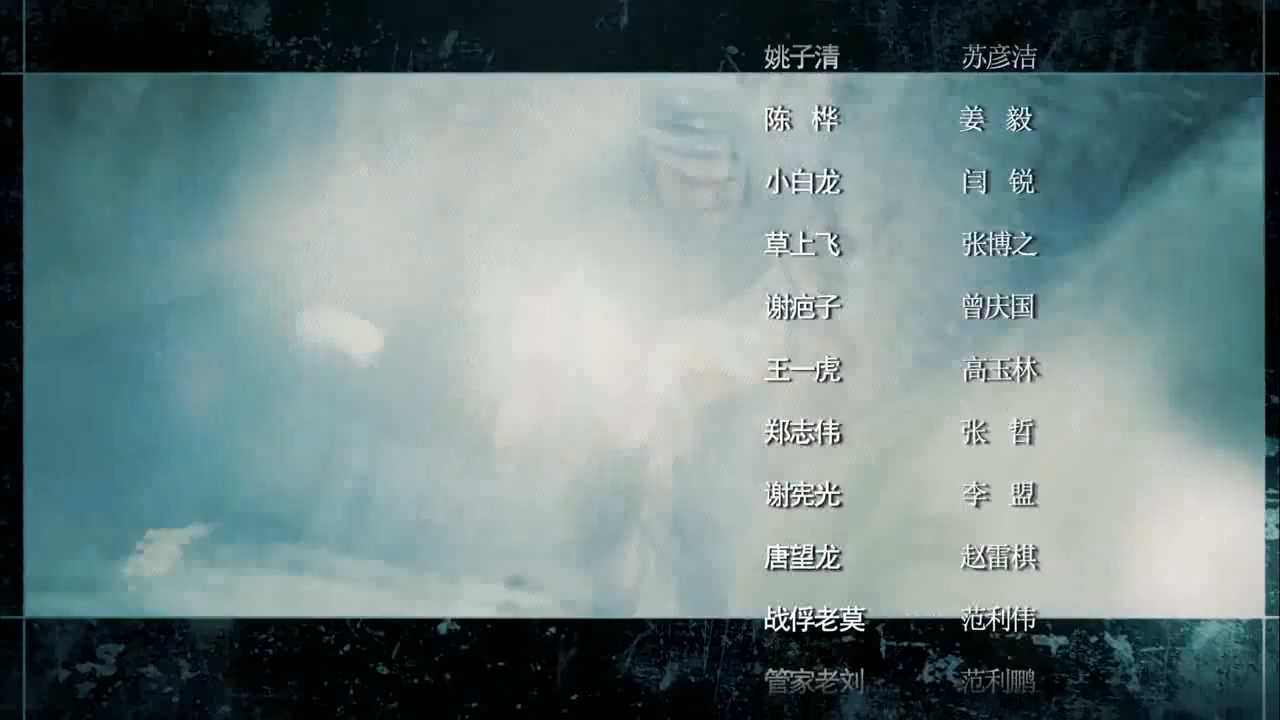 姚子清 苏彦洁
陈 桦 姜 毅
小白龙 闫 锐
草上飞 张博之
谢疤子 曾庆国
王一虎 高玉林
郑志伟 张 哲
谢宪光 李 盟
唐望龙 赵雷棋
战俘老莫 范利伟
管家老刘 范利鹏